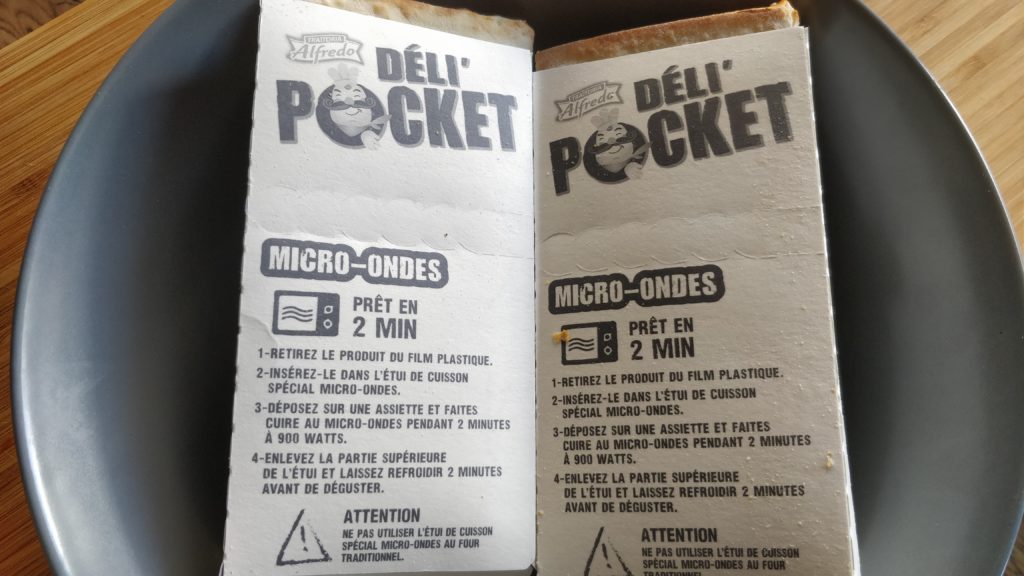 TRATTORIA
Alfredo
DÉLI'
POCKET
MICRO-ONDES
PRÊT EN
2 MIN
1-RETIREZ LE PRODUIT DU FILM PLASTIQUE.
2-INSÉREZ-LE DANS L'ÉTUI DE CUISSON
SPÉCIAL MICRO-ONDES.
3-DÉPOSEZ SUR UNE ASSIETTE ET FAITES
CUIRE AU MICRO-ONDES PENDANT 2 MINUTES
À 900 WATTS.
4-ENLEVEZ LA PARTIE SUPÉRIEURE
DE L'ÉTUI ET LAISSEZ REFROIDIR 2 MINUTES
AVANT DE DÉGUSTER.
ATTENTION
NE PAS UTILISER L'ÉTUI DE CUISSON
SPÉCIAL MICRO-ONDES AU FOUR
TRADITIONNEL.
TRATTORIA
Alfredo
DÉLI'
POCKET
MICRO-ONDES
PRÊT EN
2 MIN
1-RETIREZ LE PRODUIT DU FILM PLASTIQUE.
2-INSÉREZ-LE DANS L'ÉTUI DE CUISSON
SPÉCIAL MICRO-ONDES.
3-DÉPOSEZ SUR UNE ASSIETTE ET FAITES
CUIRE AU MICRO-ONDES PENDANT 2 MINUTES
À 900 WATTS.
4-ENLEVEZ LA PARTIE SUPÉRIEURE
DE L'ÉTUI ET LAISSEZ REFROIDIR 2 MINUTES
AVANT DE DÉGUSTER.
ATTENTION
NE PAS UTILISER L'ÉTUI DE CUISSON
SPÉCIAL MICRO-ONDES AU FOUR
TRADITIONNEL.